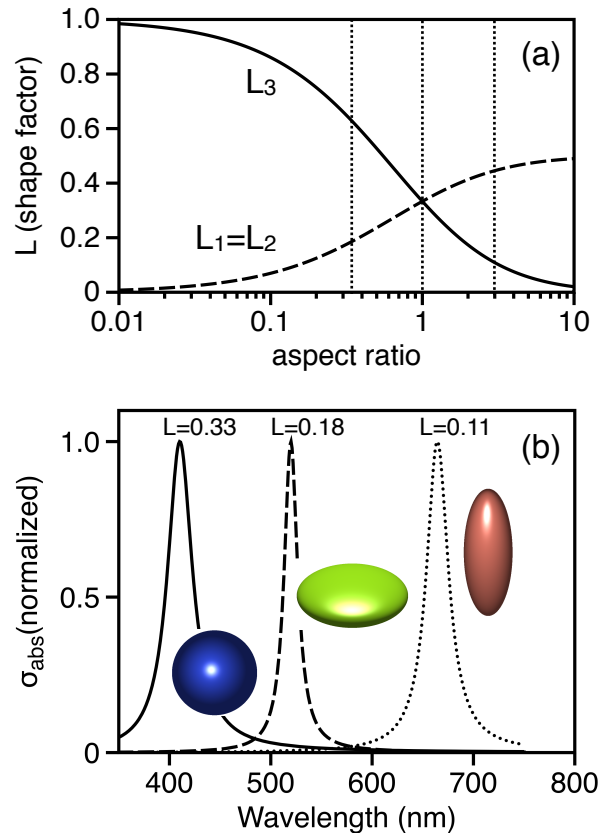 L (shape factor)
1.0
0.8
0.6
0.4
0.2
0
(a)
L₃
L₁=L₂
0.01
0.1
1
10
aspect ratio
σabs(normalized)
1.0
0.5
0
L=0.33
L=0.18
L=0.11
(b)
400
500
600
700
800
Wavelength (nm)